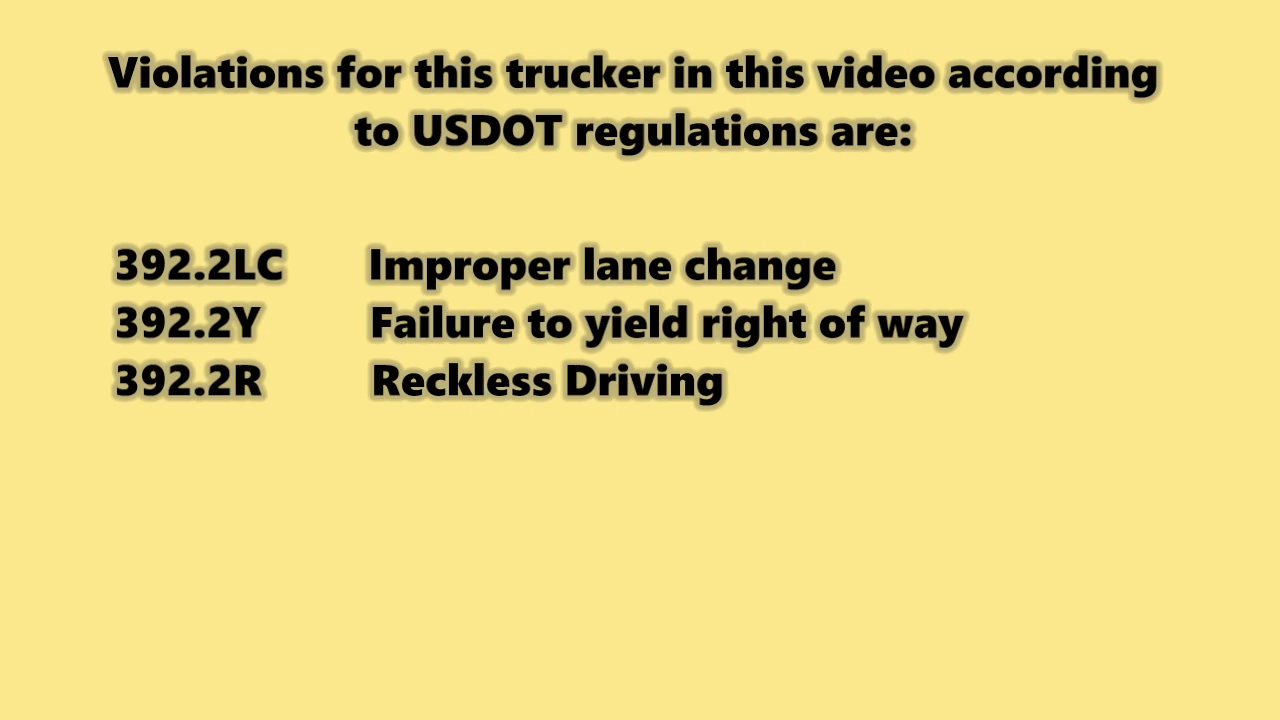 Violations for this trucker in this video according
to USDOT regulations are:
392.2LC Improper lane change
392.2Y Failure to yield right of way
392.2R Reckless Driving